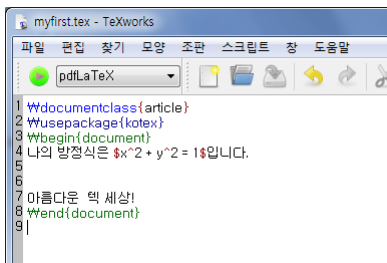 myfirst.tex - TeXworks
파일 편집 찾기 모양 조판 스크립트 창 도움말
pdfLaTeX
1 ₩documentclass{article}
2 ₩usepackage{kotex}
3 ₩begin{document}
4 나의 방정식은 $x^2 + y^2 = 1$입니다.
5
6
7 아름다운 텍 세상!
8 ₩end{document}
9